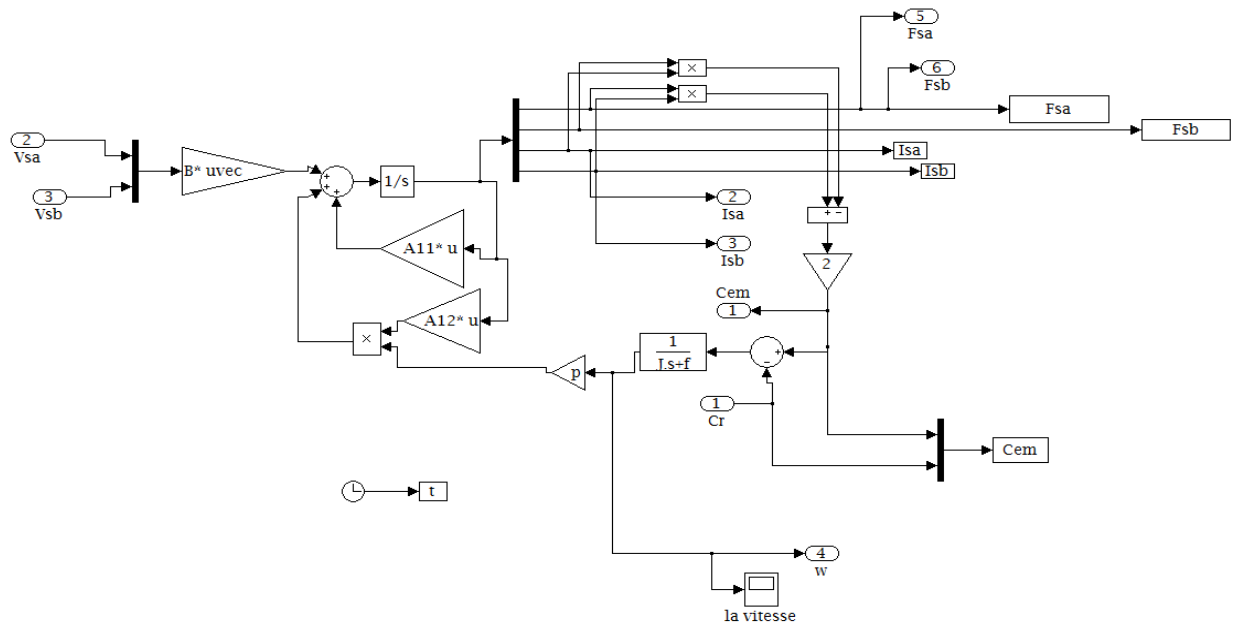 5
Fsa
6
Fsb
×
×
Fsa
Fsb
Isa
Isb
2
Vsa
3
Vsb
B* uvec
+
+
+
1/s
2
Isa
3
Isb
+ −
2
A11* u
A12* u
×
Cem
1
1
J.s+f
+
−
p
1
Cr
Cem
t
4
w
la vitesse